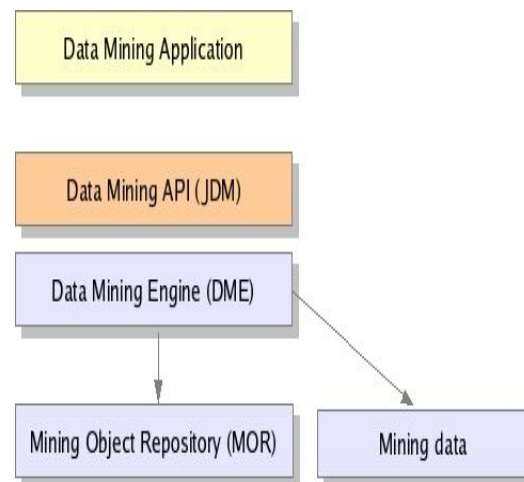 Data Mining Application
Data Mining API (JDM)
Data Mining Engine (DME)
Mining Object Repository (MOR)
Mining data